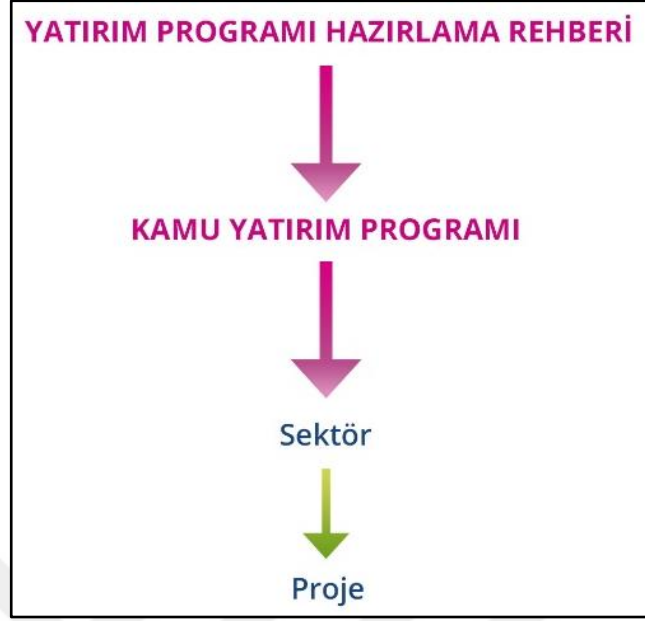 YATIRIM PROGRAMI HAZIRLAMA REHBERİ
KAMU YATIRIM PROGRAMI
Sektör
Proje